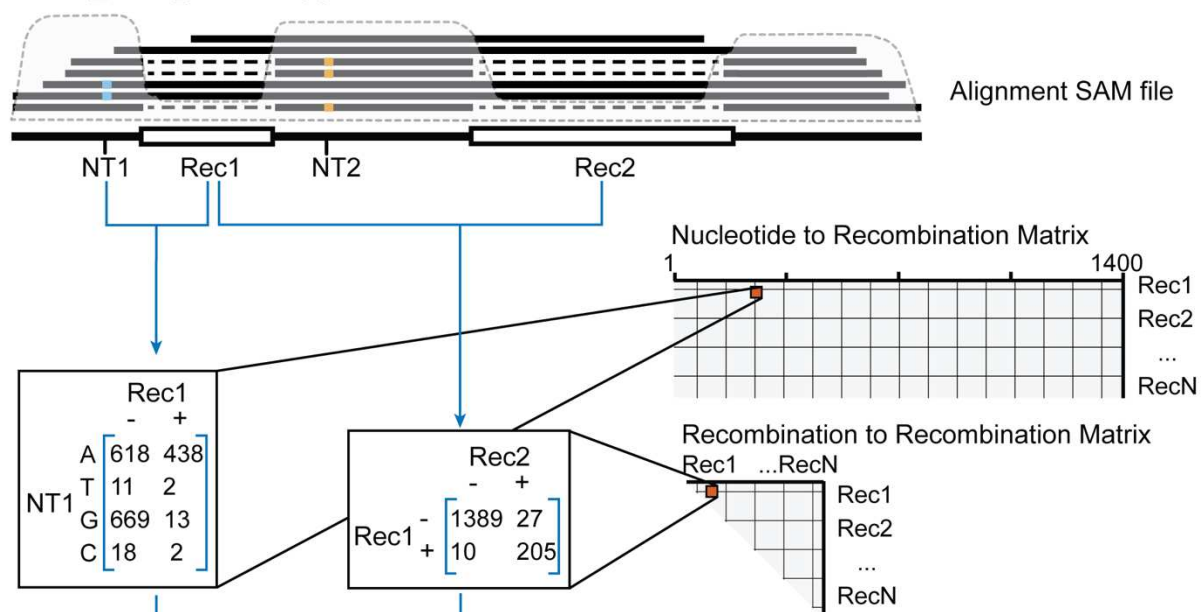 Alignment SAM file
NT1 Rec1 NT2 Rec2
Nucleotide to Recombination Matrix
1 1400
Rec1
Rec2
...
RecN
Rec1
- +
A 618 438
T 11 2
NT1
G 669 13
C 18 2
Rec2
- +
- 1389 27
Rec1
+ 10 205
Recombination to Recombination Matrix
Rec1 ...RecN
Rec1
Rec2
...
RecN